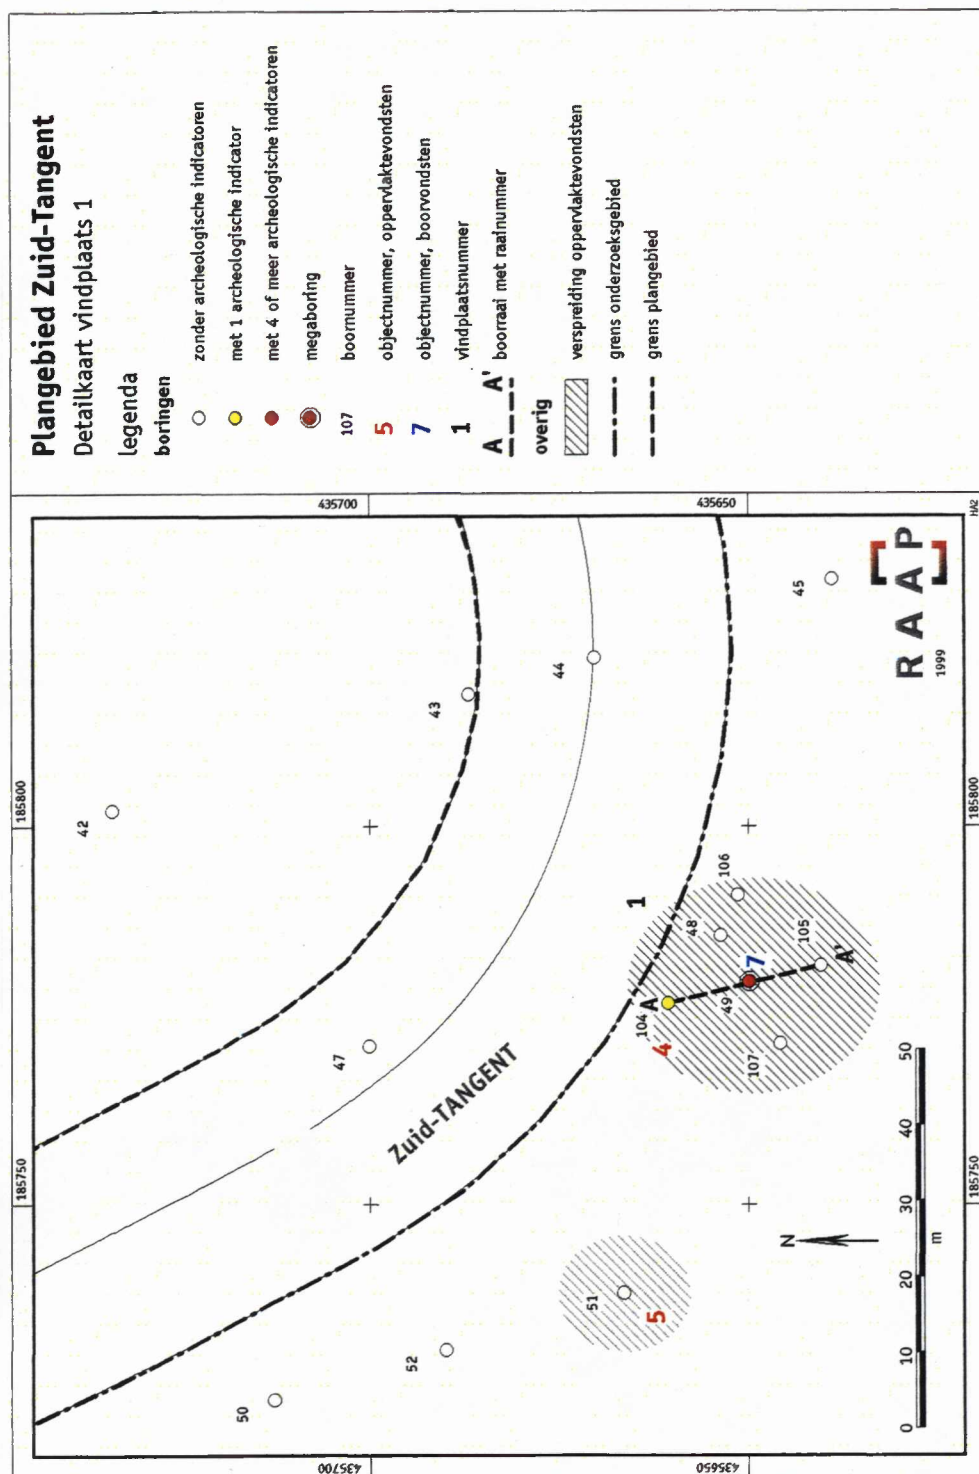 Plangebied Zuid-Tangent
Detailkaart vindplaats 1
legenda
boringen
zonder archeologische indicatoren
met 1 archeologische indicator
met 4 of meer archeologische indicatoren
megaboring
107 boornummer
5 objectnummer, oppervlaktevondsten
7 objectnummer, boorvondsten
1 vindplaatsnummer
A A' boorraai met raainummer
overig
verspreiding oppervlaktevondsten
grens onderzoeksgebied
grens plangebied
185750
185800
435700
435700
435650
435650
185750
185800
42
43
44
45
47
50
52
51
5
Zuid-TANGENT
1
106
48
105
A'
7
49
A
104
4
107
N
0 10 20 30 40 50
m
RAAP
1999
HA2